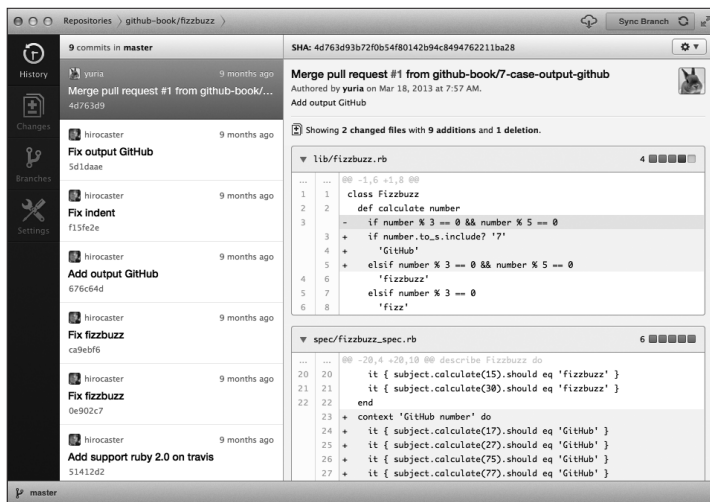 Repositories > github-book/fizzbuzz >
Sync Branch
History
Changes
Branches
Settings
9 commits in master
yuria 9 months ago
Merge pull request #1 from github-book/...
4d763d9
hirocaster 9 months ago
Fix output GitHub
5d1daae
hirocaster 9 months ago
Fix indent
f15fe2e
hirocaster 9 months ago
Add output GitHub
676c64d
hirocaster 9 months ago
Fix fizzbuzz
ca9ebf6
hirocaster 9 months ago
Fix fizzbuzz
0e902c7
hirocaster 9 months ago
Add support ruby 2.0 on travis
51412d2
SHA: 4d763d93b72f0b54f80142b94c8494762211ba28
Merge pull request #1 from github-book/7-case-output-github
Authored by yuria on Mar 18, 2013 at 7:57 AM.
Add output GitHub
Showing 2 changed files with 9 additions and 1 deletion.
lib/fizzbuzz.rb 4
... ... @@ -1,6 +1,8 @@
1 1 class Fizzbuzz
2 2 def calculate number
3 - if number % 3 == 0 && number % 5 == 0
3 + if number.to_s.include? '7'
4 + 'GitHub'
5 + elsif number % 3 == 0 && number % 5 == 0
4 6 'fizzbuzz'
5 7 elsif number % 3 == 0
6 8 'fizz'
spec/fizzbuzz_spec.rb 6
... ... @@ -20,4 +20,10 @@ describe Fizzbuzz do
20 20 it { subject.calculate(15).should eq 'fizzbuzz' }
21 21 it { subject.calculate(30).should eq 'fizzbuzz' }
22 22 end
23 + context 'GitHub number' do
24 + it { subject.calculate(17).should eq 'GitHub' }
25 + it { subject.calculate(27).should eq 'GitHub' }
26 + it { subject.calculate(75).should eq 'GitHub' }
27 + it { subject.calculate(77).should eq 'GitHub' }
master